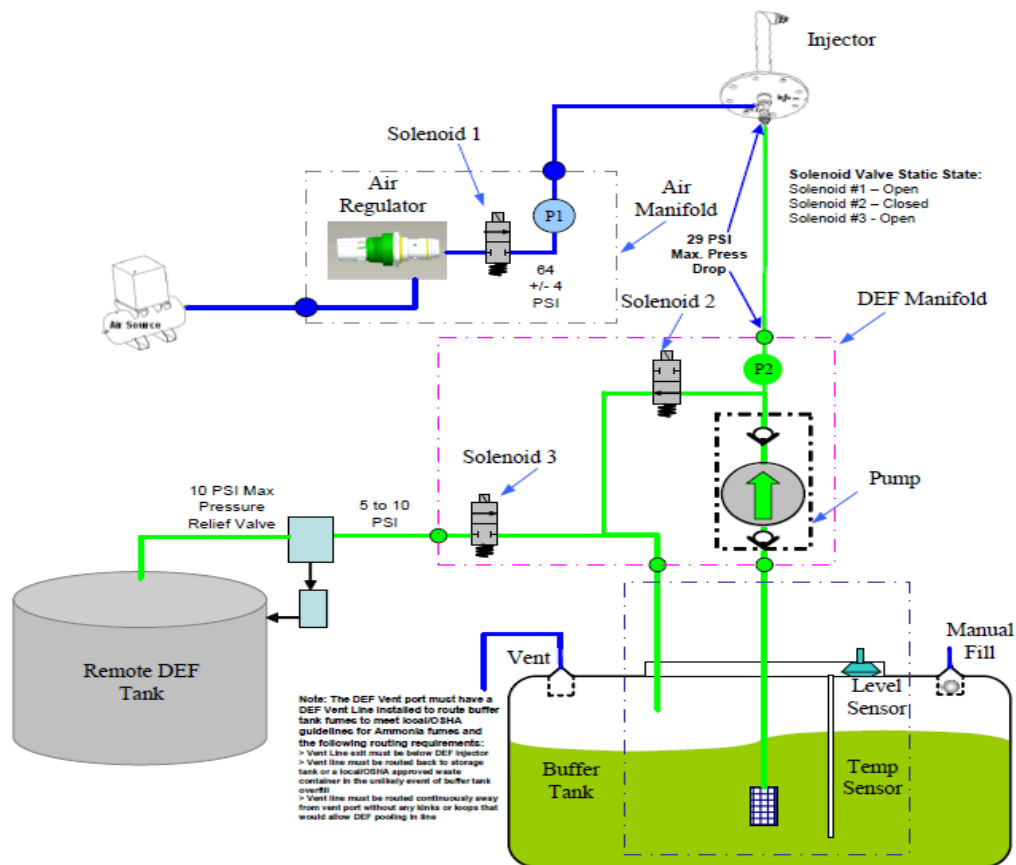 Injector
Solenoid 1
Air
Regulator
P1
Air
Manifold
64
+/- 4
PSI
Solenoid Valve Static State:
Solenoid #1 – Open
Solenoid #2 – Closed
Solenoid #3 - Open
29 PSI
Max. Press
Drop
Air Source
Solenoid 2
DEF Manifold
P2
Solenoid 3
Pump
10 PSI Max
Pressure
Relief Valve
5 to 10
PSI
Remote DEF
Tank
Vent
Manual
Fill
Level
Sensor
Buffer
Tank
Temp
Sensor
Note: The DEF Vent port must have a
DEF Vent Line installed to route buffer
tank fumes to meet local/OSHA
guidelines for Ammonia fumes and
the following routing requirements:
> Vent Line exit must be below DEF injector
> Vent line must be routed back to storage
tank or a local/OSHA approved waste
container in the unlikely event of buffer tank
overfill
> Vent line must be routed continuously away
from vent port without any kinks or loops that
would allow DEF pooling in line